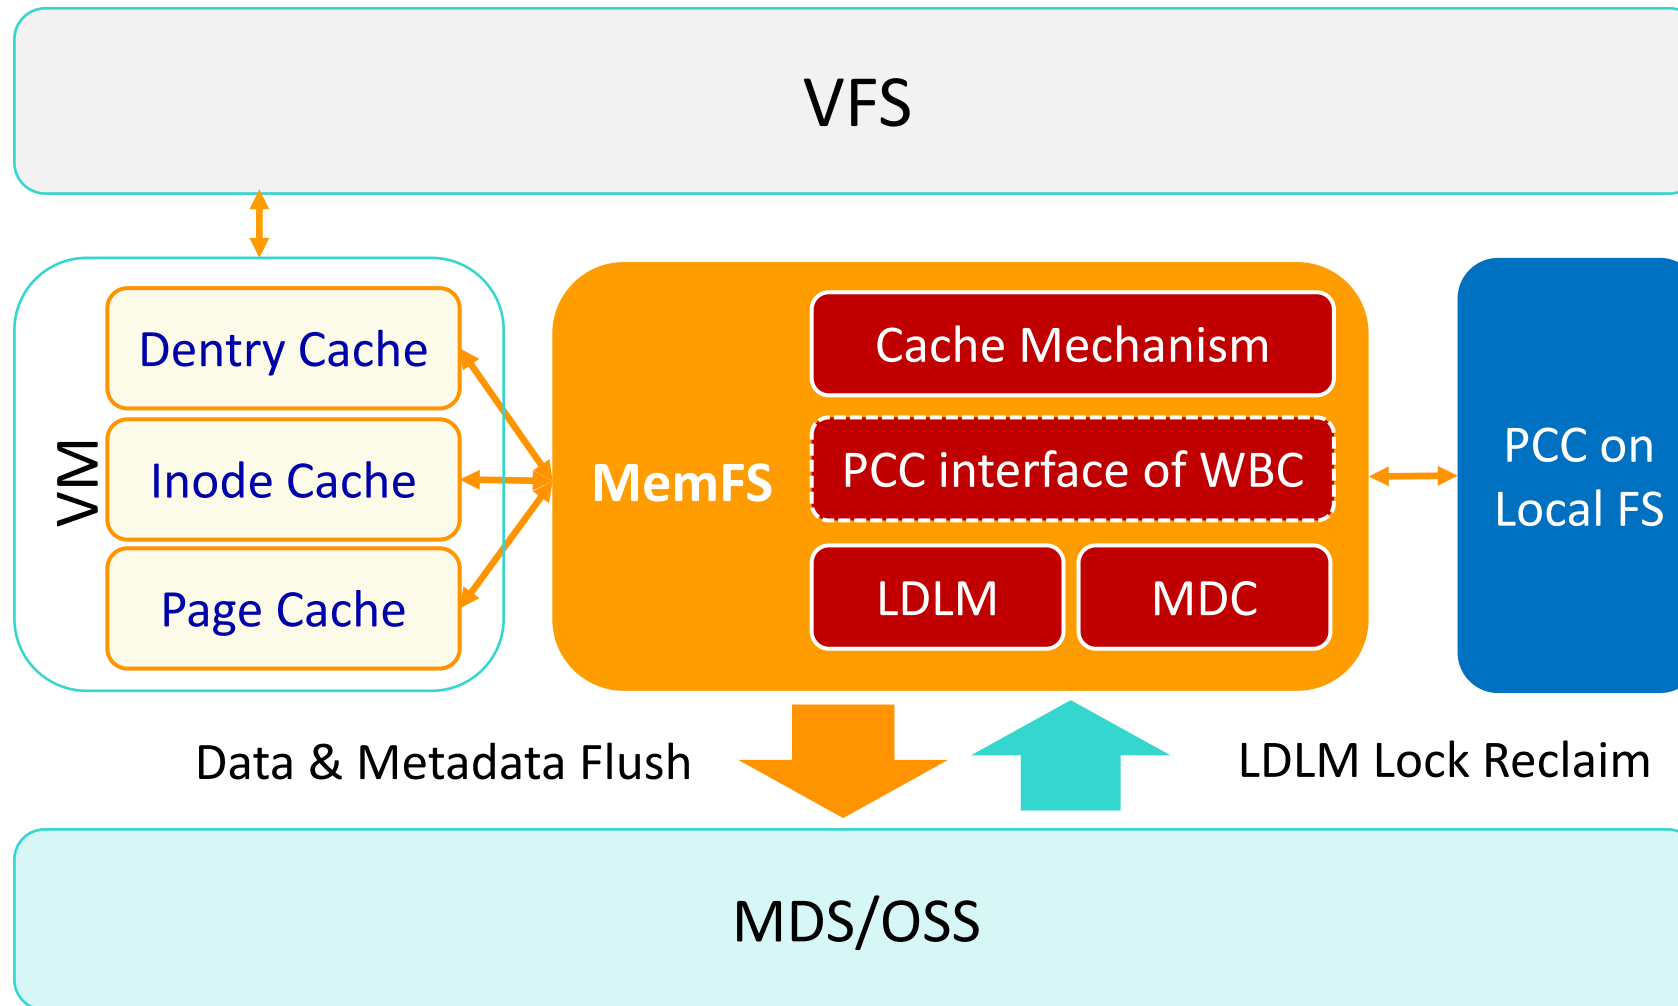 VFS
VM
Dentry Cache
Inode Cache
Page Cache
MemFS
Cache Mechanism
PCC interface of WBC
LDLM
MDC
PCC on
Local FS
Data & Metadata Flush
LDLM Lock Reclaim
MDS/OSS